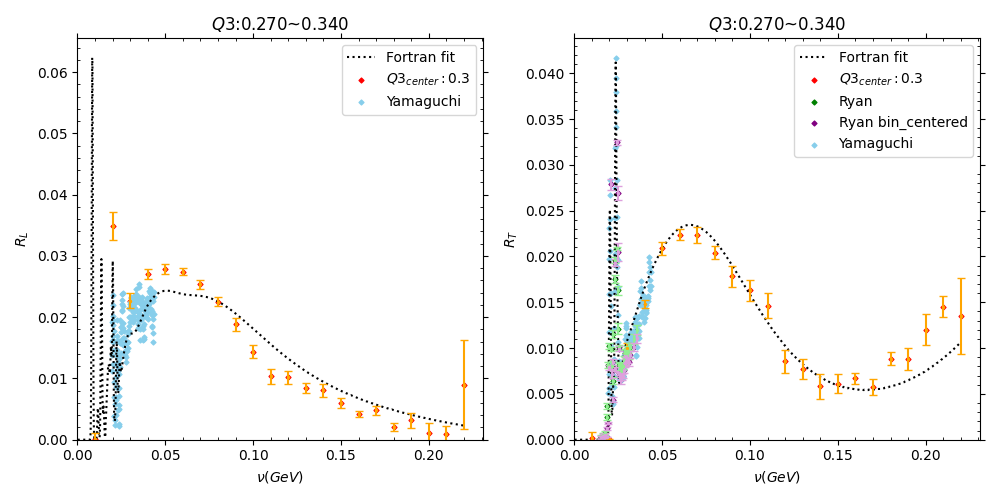 Q3:0.270~0.340
Fortran fit
Q3center : 0.3
Yamaguchi
0.06
0.05
0.04
0.03
0.02
0.01
0.00
RL
0.00 0.05 0.10 0.15 0.20
ν(GeV)
Q3:0.270~0.340
Fortran fit
Q3center : 0.3
Ryan
Ryan bin_centered
Yamaguchi
0.040
0.035
0.030
0.025
0.020
0.015
0.010
0.005
0.000
RT
0.00 0.05 0.10 0.15 0.20
ν(GeV)